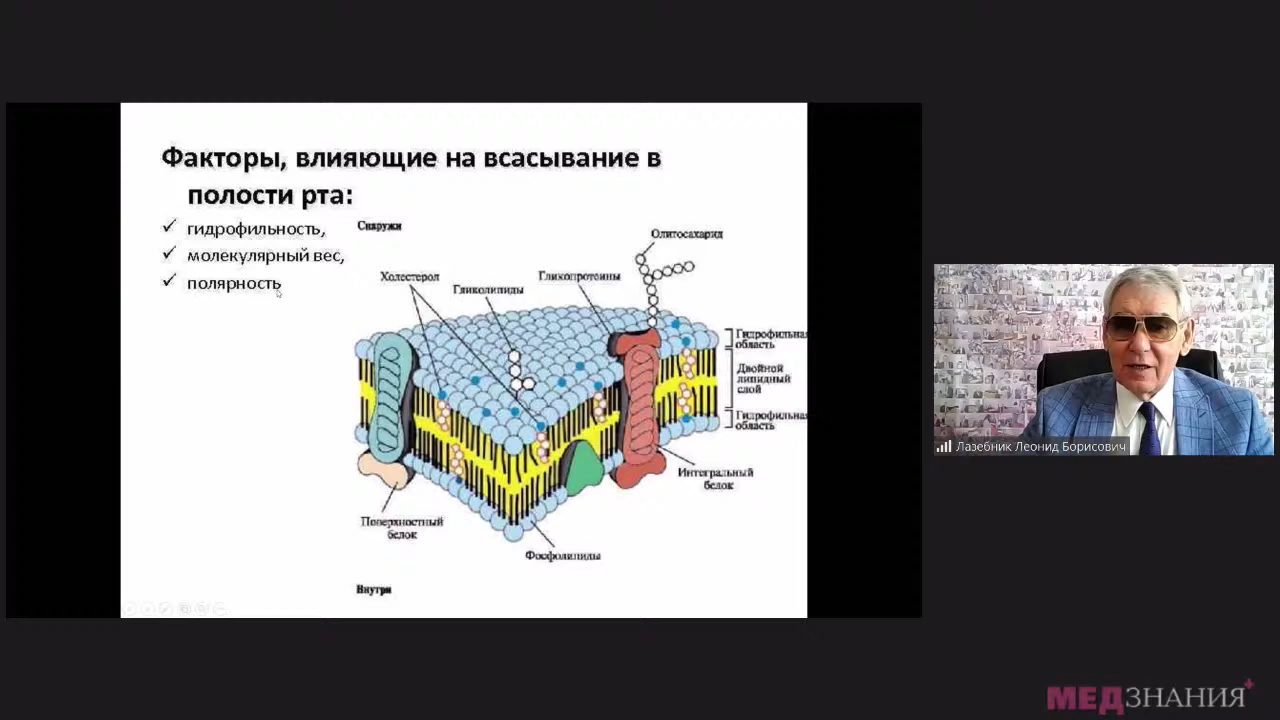 Факторы, влияющие на всасывание в
полости рта:
гидрофильность,
молекулярный вес,
полярность
Снаружи
Олитосахарид
Холестерол
Гликолипиды
Гликопротеины
Гидрофильная
область
Двойной
липидный
слой
Гидрофильная
область
Интегральный
белок
Поверхностный
белок
Фосфолипиды
Внутри
Лазебник Леонид Борисович
МЕДЗНАНИЯ+